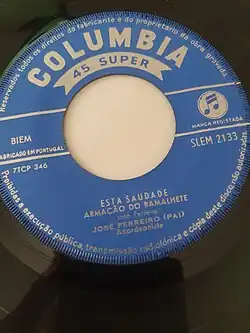 Reservados todos os direitos do fabricante e do proprietário da obra gravada.
COLUMBIA
45 SUPER
MARCA REGISTADA
BIEM
SLEM 2133
FABRICADO EM PORTUGAL
7TCP 346
ESTA SAUDADE
ARMAÇÃO DO RAMALHETE
José Ferreiro
JOSÉ FERREIRO (PAI)
Acordeonista
Proibidas a execução pública, transmissão radiofónica e cópia deste disco não autorizadas